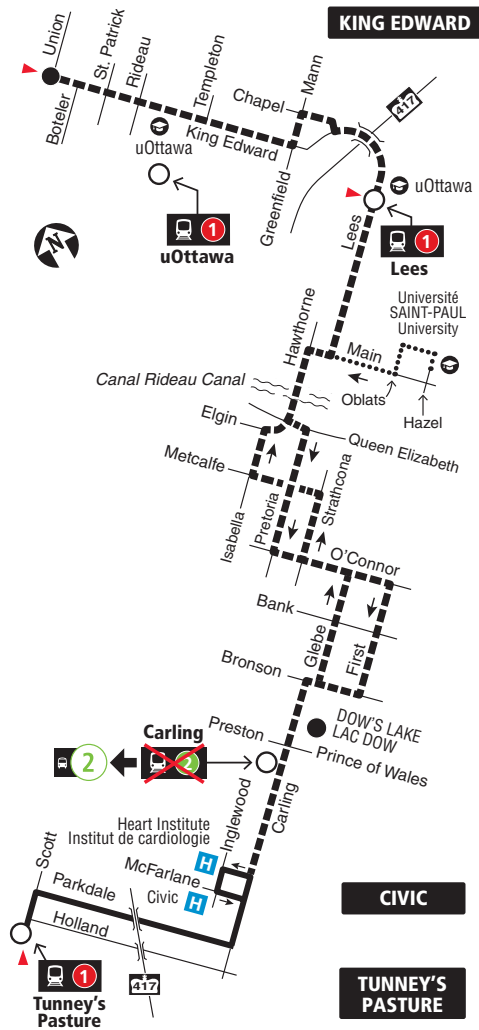 KING EDWARD
Union
St. Patrick
Rideau
Boteler
Templeton
King Edward
uOttawa
Chapel
Mann
417
Greenfield
1
uOttawa
uOttawa
Lees
1
Lees
N
Université
SAINT-PAUL
University
Hawthorne
Main
Oblats
Hazel
Canal Rideau Canal
Elgin
Queen Elizabeth
Metcalfe
Isabella
Pretoria
Strathcona
O'Connor
Bank
Glebe
First
Bronson
DOW'S LAKE
LAC DOW
Carling
2
2
Preston
Prince of Wales
Inglewood
Carling
Heart Institute
Institut de cardiologie
H
McFarlane
Civic
H
Scott
Parkdale
Holland
417
1
Tunney's
Pasture
CIVIC
TUNNEY'S
PASTURE